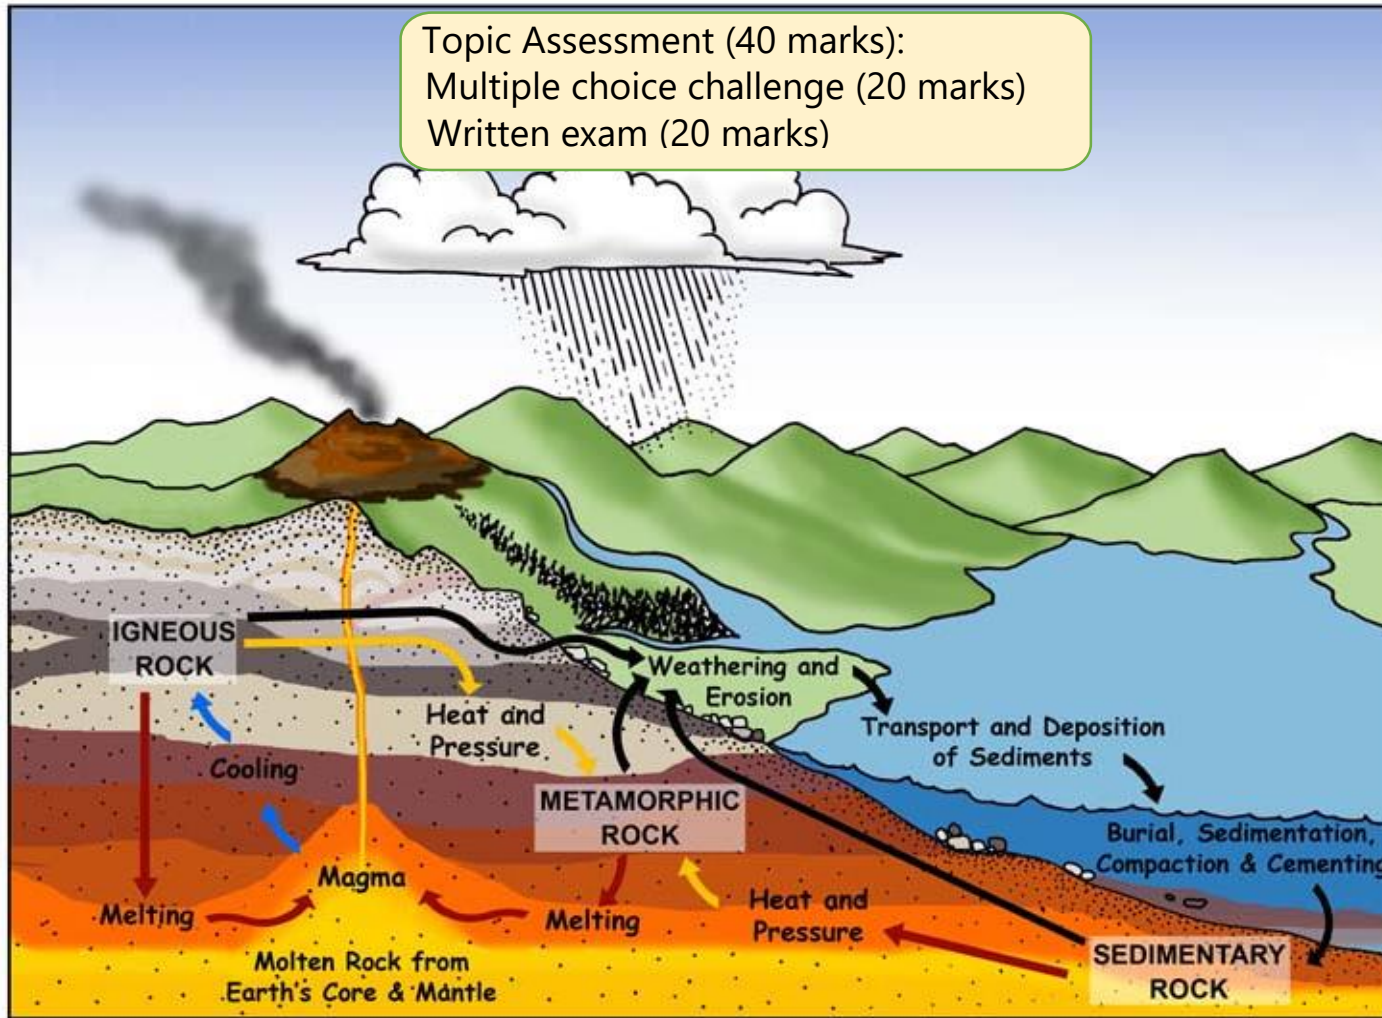 Topic Assessment (40 marks):
Multiple choice challenge (20 marks)
Written exam (20 marks)
IGNEOUS
ROCK
Weathering and
Erosion
Heat and
Pressure
Transport and Deposition
of Sediments
Cooling
METAMORPHIC
ROCK
Burial, Sedimentation,
Compaction & Cementing
Magma
Melting
Melting
Heat and
Pressure
SEDIMENTARY
ROCK
Molten Rock from
Earth's Core & Mantle